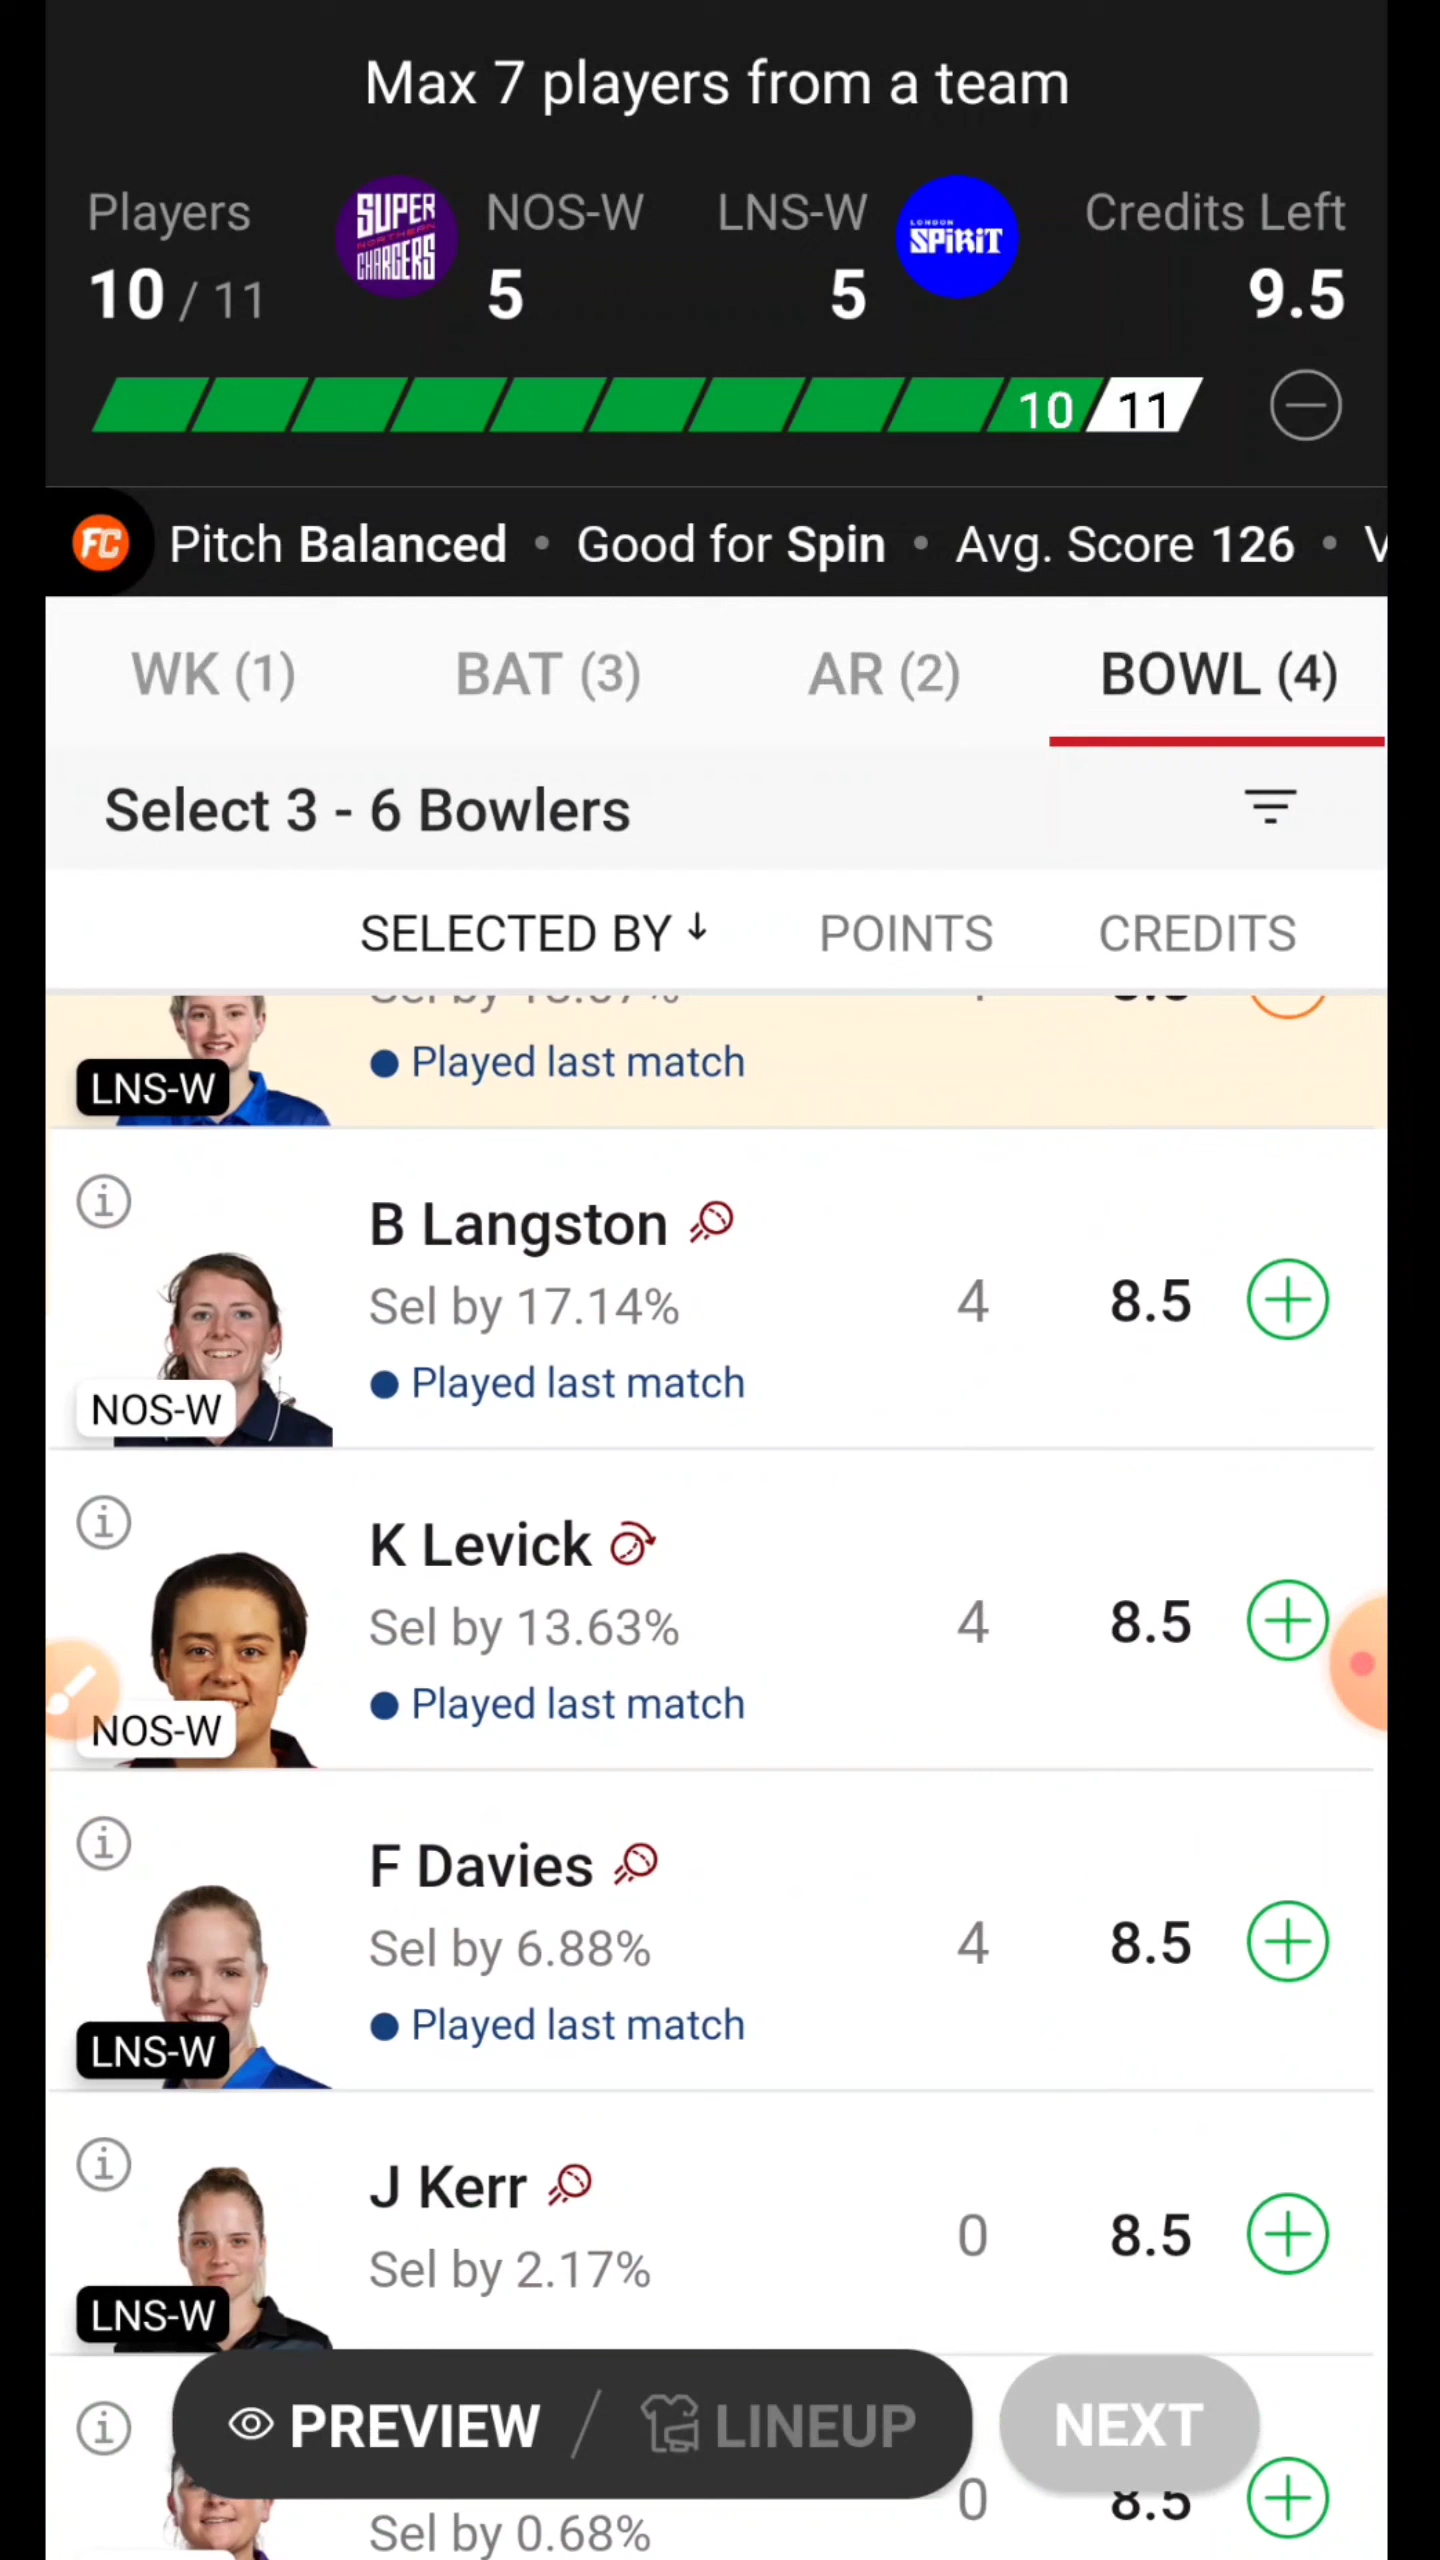 Max 7 players from a team
Players NOS-W LNS-W Credits Left
SUPER
NORTHERN
CHARGERS
LONDON
SPIRIT
10 / 11 5 5 9.5
10 11
FC Pitch Balanced • Good for Spin • Avg. Score 126 • V
WK (1) BAT (3) AR (2) BOWL (4)
Select 3 - 6 Bowlers
SELECTED BY ↓ POINTS CREDITS
Played last match
LNS-W
B Langston
Sel by 17.14% 4 8.5
Played last match
NOS-W
K Levick
Sel by 13.63% 4 8.5
Played last match
NOS-W
F Davies
Sel by 6.88% 4 8.5
Played last match
LNS-W
J Kerr
Sel by 2.17% 0 8.5
LNS-W
PREVIEW / LINEUP NEXT
0 8.5
Sel by 0.68%